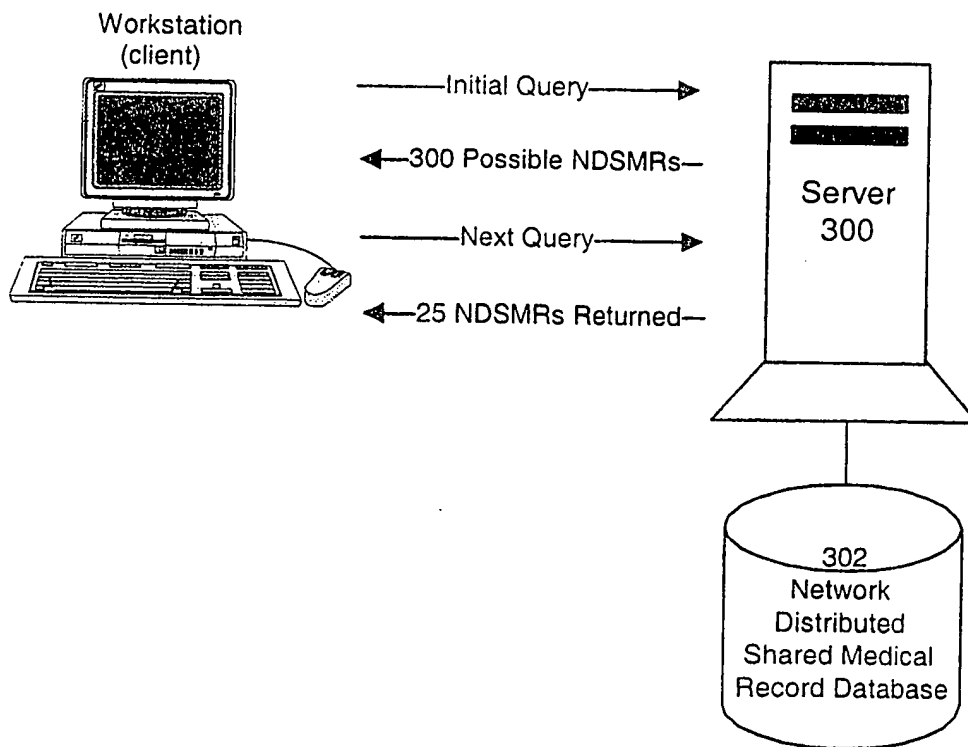 Workstation
(client)
Initial Query
300 Possible NDSMRs
Next Query
25 NDSMRs Returned
Server
300
302
Network
Distributed
Shared Medical
Record Database